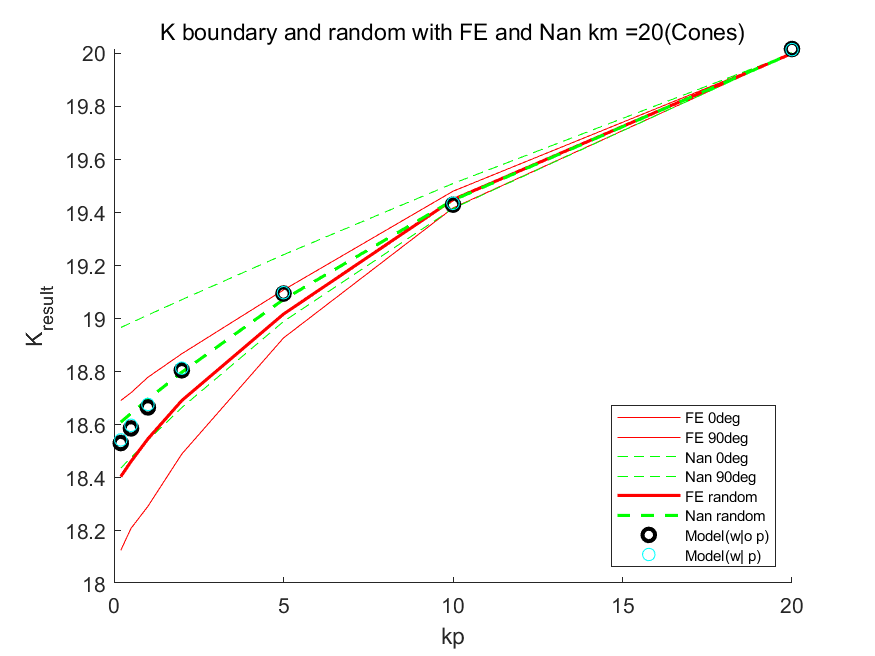 K boundary and random with FE and Nan km =20(Cones)
20
19.8
19.6
19.4
19.2
19
18.8
18.6
18.4
18.2
18
K_result
0
5
10
15
20
kp
FE 0deg
FE 90deg
Nan 0deg
Nan 90deg
FE random
Nan random
Model(w|o p)
Model(w| p)